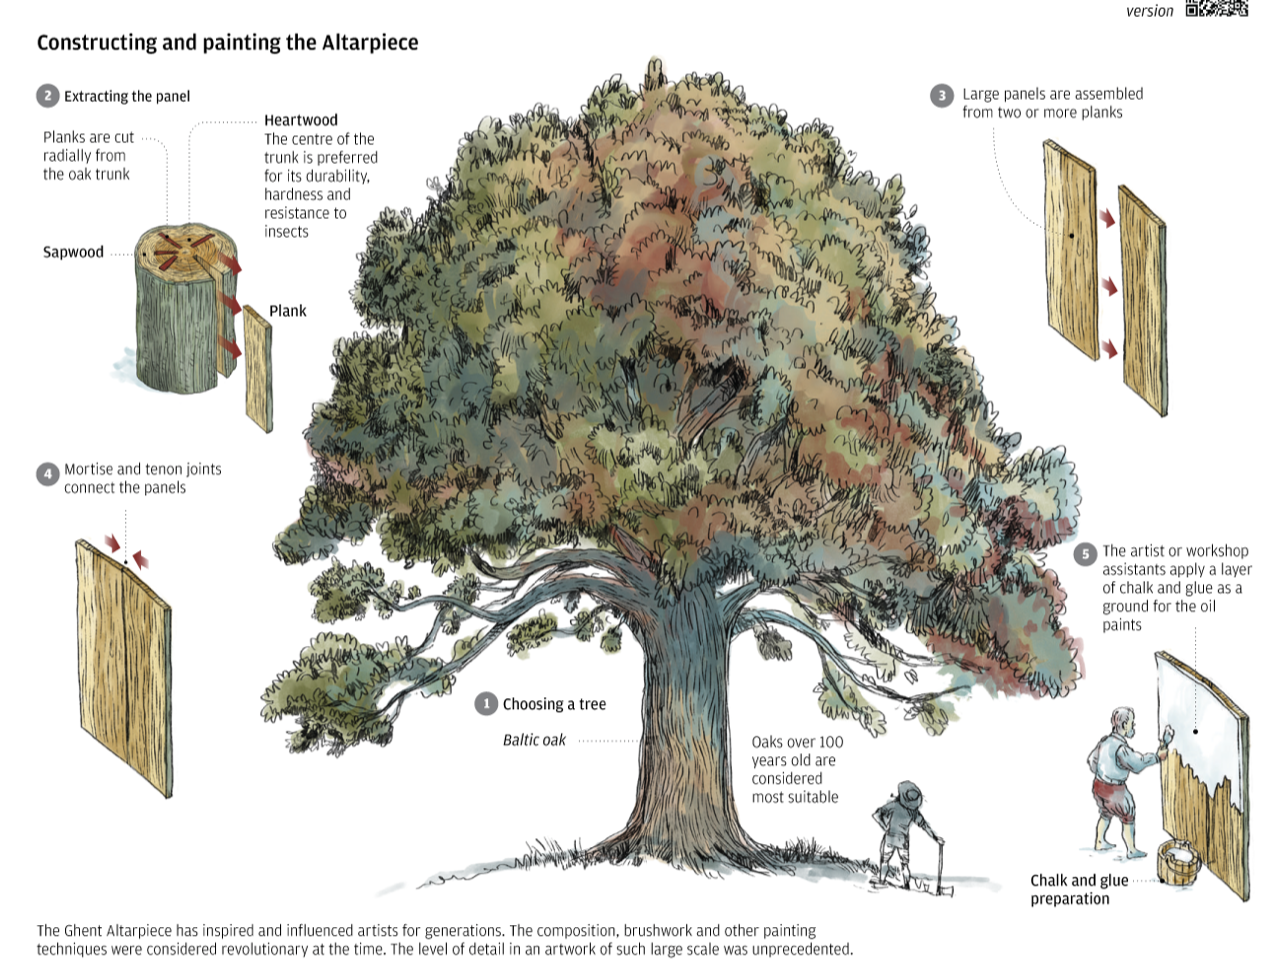 version
Constructing and painting the Altarpiece
2 Extracting the panel
Planks are cut
radially from
the oak trunk
Heartwood
The centre of the
trunk is preferred
for its durability,
hardness and
resistance to
insects
Sapwood
Plank
3 Large panels are assembled
from two or more planks
4 Mortise and tenon joints
connect the panels
5 The artist or workshop
assistants apply a layer
of chalk and glue as a
ground for the oil
paints
1 Choosing a tree
Baltic oak
Oaks over 100
years old are
considered
most suitable
Chalk and glue
preparation
The Ghent Altarpiece has inspired and influenced artists for generations. The composition, brushwork and other painting
techniques were considered revolutionary at the time. The level of detail in an artwork of such large scale was unprecedented.